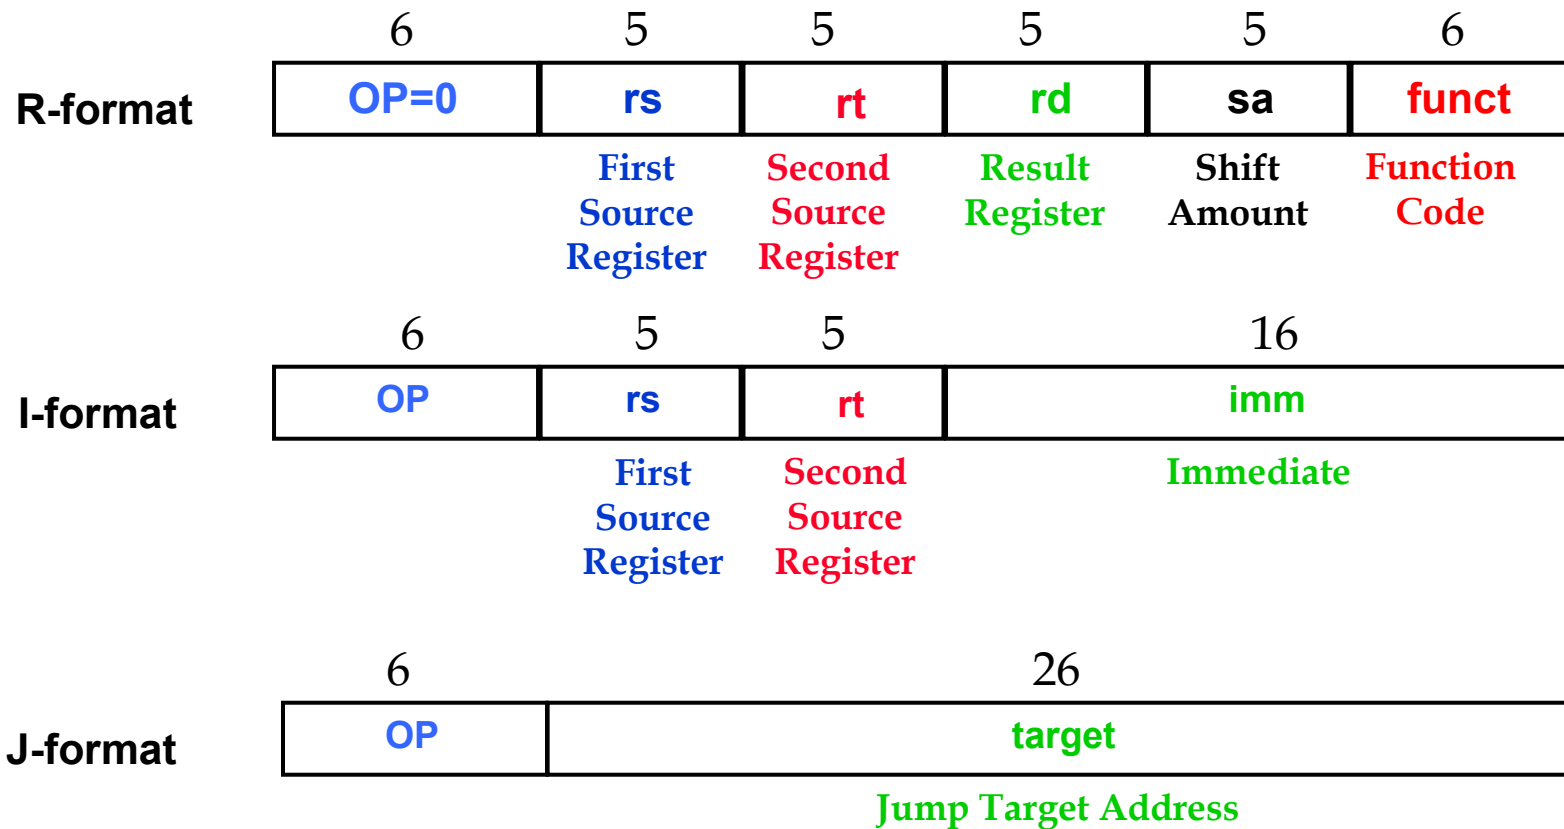 6 5 5 5 5 6
R-format OP=0 rs rt rd sa funct
First Second Result Shift Function
Source Source Register Amount Code
Register Register
6 5 5 16
I-format OP rs rt imm
First Second Immediate
Source Source
Register Register
6 26
J-format OP target
Jump Target Address